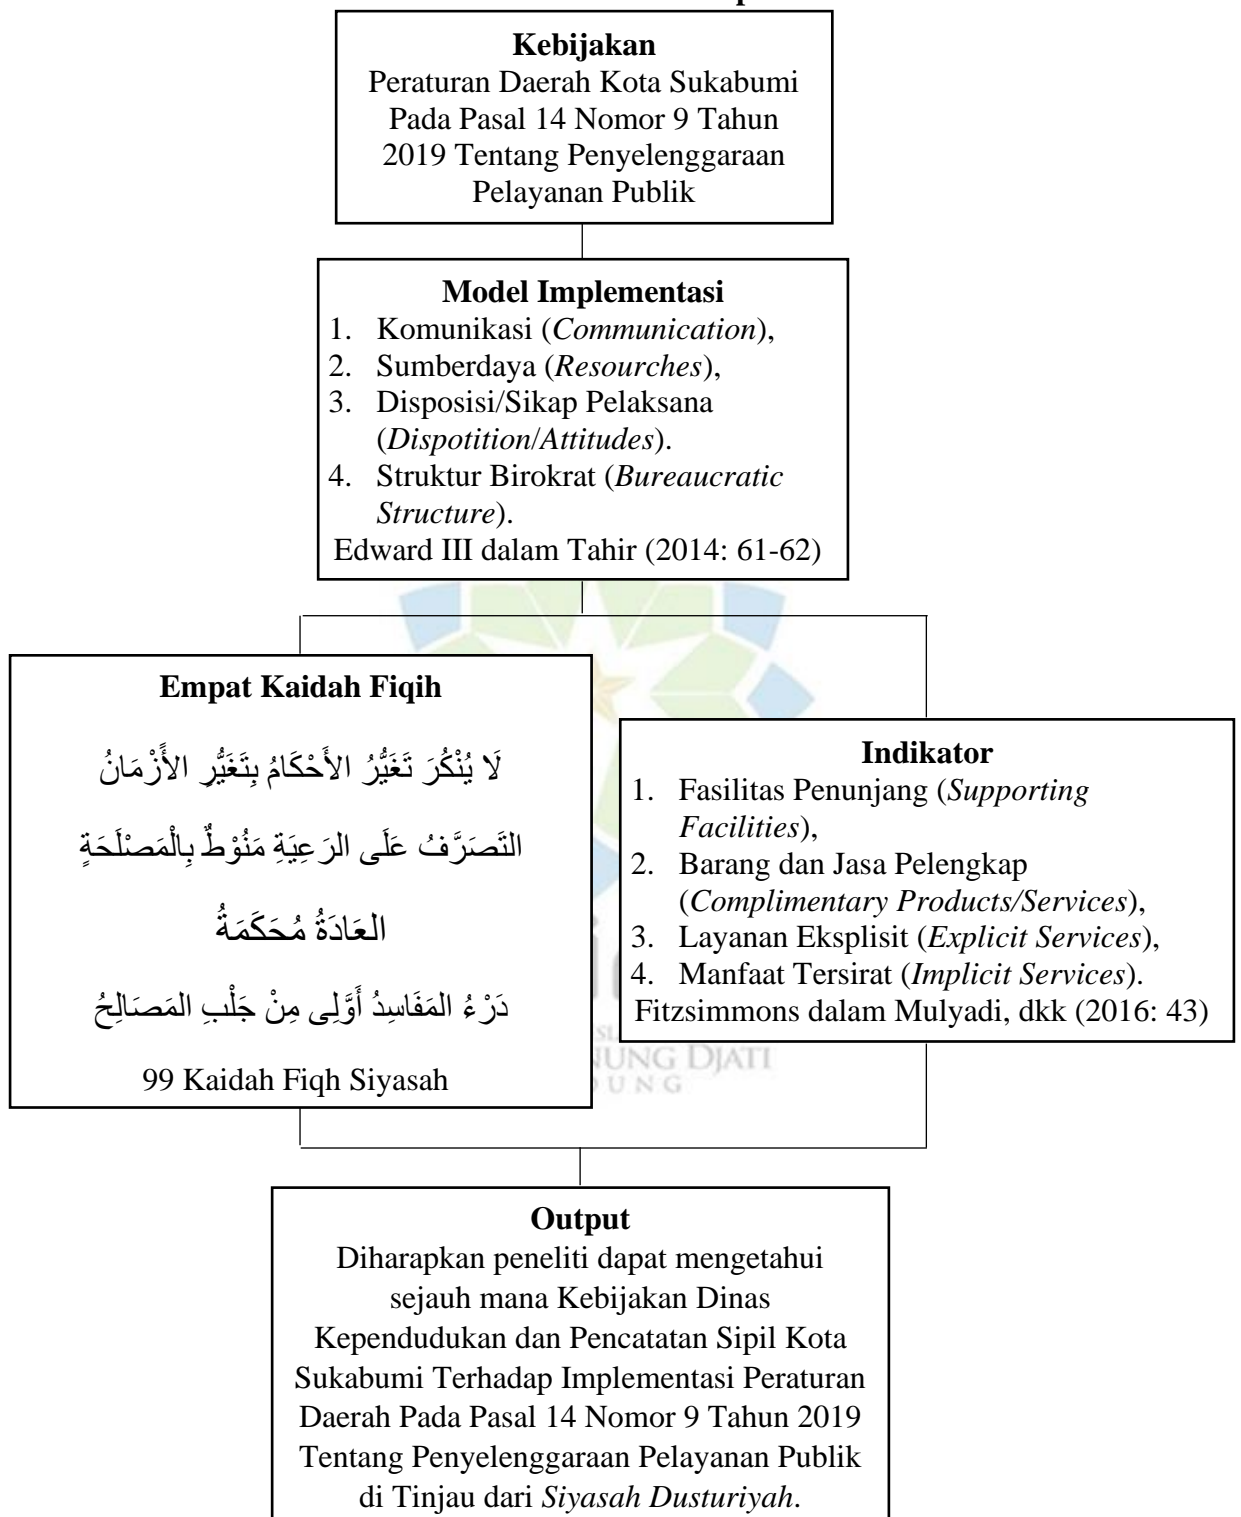 Kebijakan
Peraturan Daerah Kota Sukabumi
Pada Pasal 14 Nomor 9 Tahun
2019 Tentang Penyelenggaraan
Pelayanan Publik
Model Implementasi
1. Komunikasi (Communication),
2. Sumberdaya (Resourches),
3. Disposisi/Sikap Pelaksana
(Dispotition/Attitudes).
4. Struktur Birokrat (Bureaucratic
Structure).
Edward III dalam Tahir (2014: 61-62)
Empat Kaidah Fiqih
لَا يُنْكُرَ تَغَيُّرُ الأَحْكَامُ بِتَغَيُّرِ الأَزْمَانُ
التَصَرَّفُ عَلَى الرَعِيَةِ مَنُوْطٌ بِالْمَصْلَحَةٍ
العَادَةُ مُحَكَمَةُ
دَرْءُ المَفَاسِدُ أَوَّلِى مِنْ جَلْبِ المَصَالِحُ
99 Kaidah Fiqh Siyasah
Indikator
1. Fasilitas Penunjang (Supporting
Facilities),
2. Barang dan Jasa Pelengkap
(Complimentary Products/Services),
3. Layanan Eksplisit (Explicit Services),
4. Manfaat Tersirat (Implicit Services).
Fitzsimmons dalam Mulyadi, dkk (2016: 43)
DJATI
Output
Diharapkan peneliti dapat mengetahui
sejauh mana Kebijakan Dinas
Kependudukan dan Pencatatan Sipil Kota
Sukabumi Terhadap Implementasi Peraturan
Daerah Pada Pasal 14 Nomor 9 Tahun 2019
Tentang Penyelenggaraan Pelayanan Publik
di Tinjau dari Siyasah Dusturiyah.